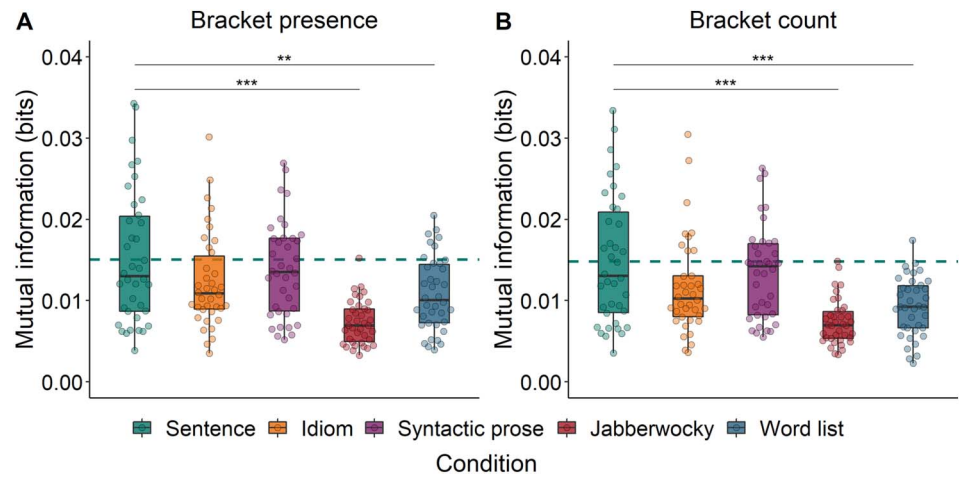 A Bracket presence
Mutual information (bits)
0.04
0.03
0.02
0.01
0.00
**
***
B Bracket count
Mutual information (bits)
0.04
0.03
0.02
0.01
0.00
***
***
Sentence Idiom Syntactic prose Jabberwocky Word list
Condition